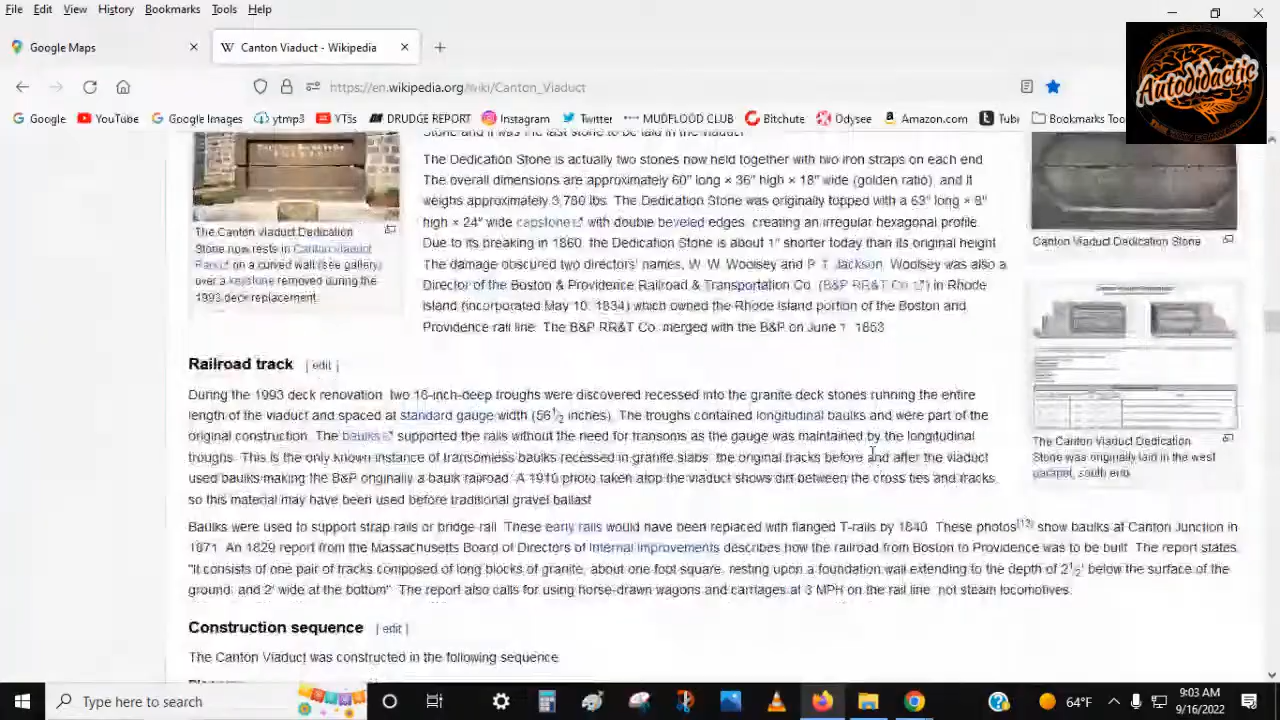 File Edit View History Bookmarks Tools Help
Google Maps
W Canton Viaduct - Wikipedia
https://en.wikipedia.org/wiki/Canton_Viaduct
Google YouTube Google Images ytmp3 YT5s DRUDGE REPORT Instagram Twitter MUDFLOOD CLUB Bitchute Odysee Amazon.com Tub Bookmarks Too
Autodidactic
Stone and it was the last stone to be laid in the viaduct
The Dedication Stone is actually two stones now held together with two iron straps on each end
The overall dimensions are approximately 60" long × 36" high × 18" wide (golden ratio), and it
weighs approximately 3,780 lbs. The Dedication Stone was originally topped with a 63" long × 8"
high × 24" wide capstone with double beveled edges, creating an irregular hexagonal profile.
Due to its breaking in 1860, the Dedication Stone is about 1" shorter today than its original height.
The damage obscured two directors' names, W. W. Woolsey and P. T. Jackson. Woolsey was also a
Director of the Boston & Providence Railroad & Transportation Co. (B&P RR&T Co.) in Rhode
Island (incorporated May 10, 1834) which owned the Rhode Island portion of the Boston and
Providence rail line. The B&P RR&T Co. merged with the B&P on June 1, 1853
The Canton Viaduct Dedication
Stone now rests in Canton Viaduct
Park on a curved wall (see gallery)
over a keystone removed during the
1993 deck replacement.
Canton Viaduct Dedication Stone
The Canton Viaduct Dedication
Stone was originally laid in the west
parapet, south end.
Railroad track [ edit ]
During the 1993 deck renovation, two 16-inch-deep troughs were discovered recessed into the granite deck stones running the entire
length of the viaduct and spaced at standard gauge width (56 1/2 inches). The troughs contained longitudinal baulks and were part of the
original construction. The baulks supported the rails without the need for transoms as the gauge was maintained by the longitudinal
troughs. This is the only known instance of transomless baulks recessed in granite slabs; the original tracks before and after the viaduct
used baulks making the B&P originally a baulk railroad. A 1910 photo taken atop the viaduct shows dirt between the cross ties and tracks,
so this material may have been used before traditional gravel ballast.
Baulks were used to support strap rails or bridge rail. These early rails would have been replaced with flanged T-rails by 1840. These photos[13] show baulks at Canton Junction in
1871. An 1829 report from the Massachusetts Board of Directors of Internal Improvements describes how the railroad from Boston to Providence was to be built. The report states,
"It consists of one pair of tracks composed of long blocks of granite, about one foot square, resting upon a foundation wall extending to the depth of 2 1/2' below the surface of the
ground, and 2' wide at the bottom". The report also calls for using horse-drawn wagons and carriages at 3 MPH on the rail line, not steam locomotives.
Construction sequence [ edit ]
The Canton Viaduct was constructed in the following sequence
Type here to search
64°F
9:03 AM
9/16/2022